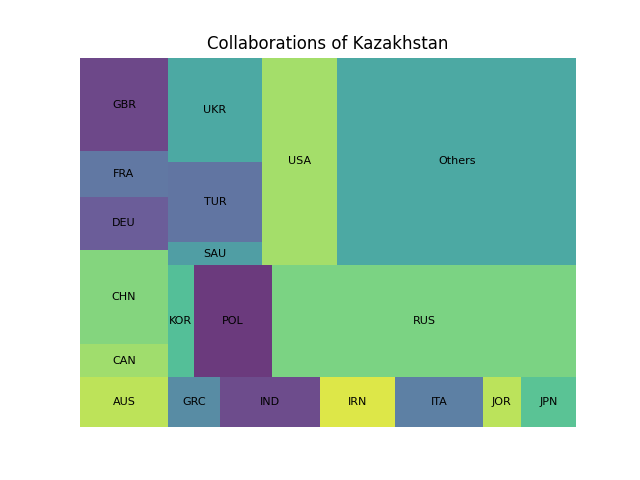 Collaborations of Kazakhstan
GBR
UKR
USA
Others
FRA
TUR
DEU
SAU
CHN
KOR
POL
RUS
CAN
AUS
GRC
IND
IRN
ITA
JOR
JPN